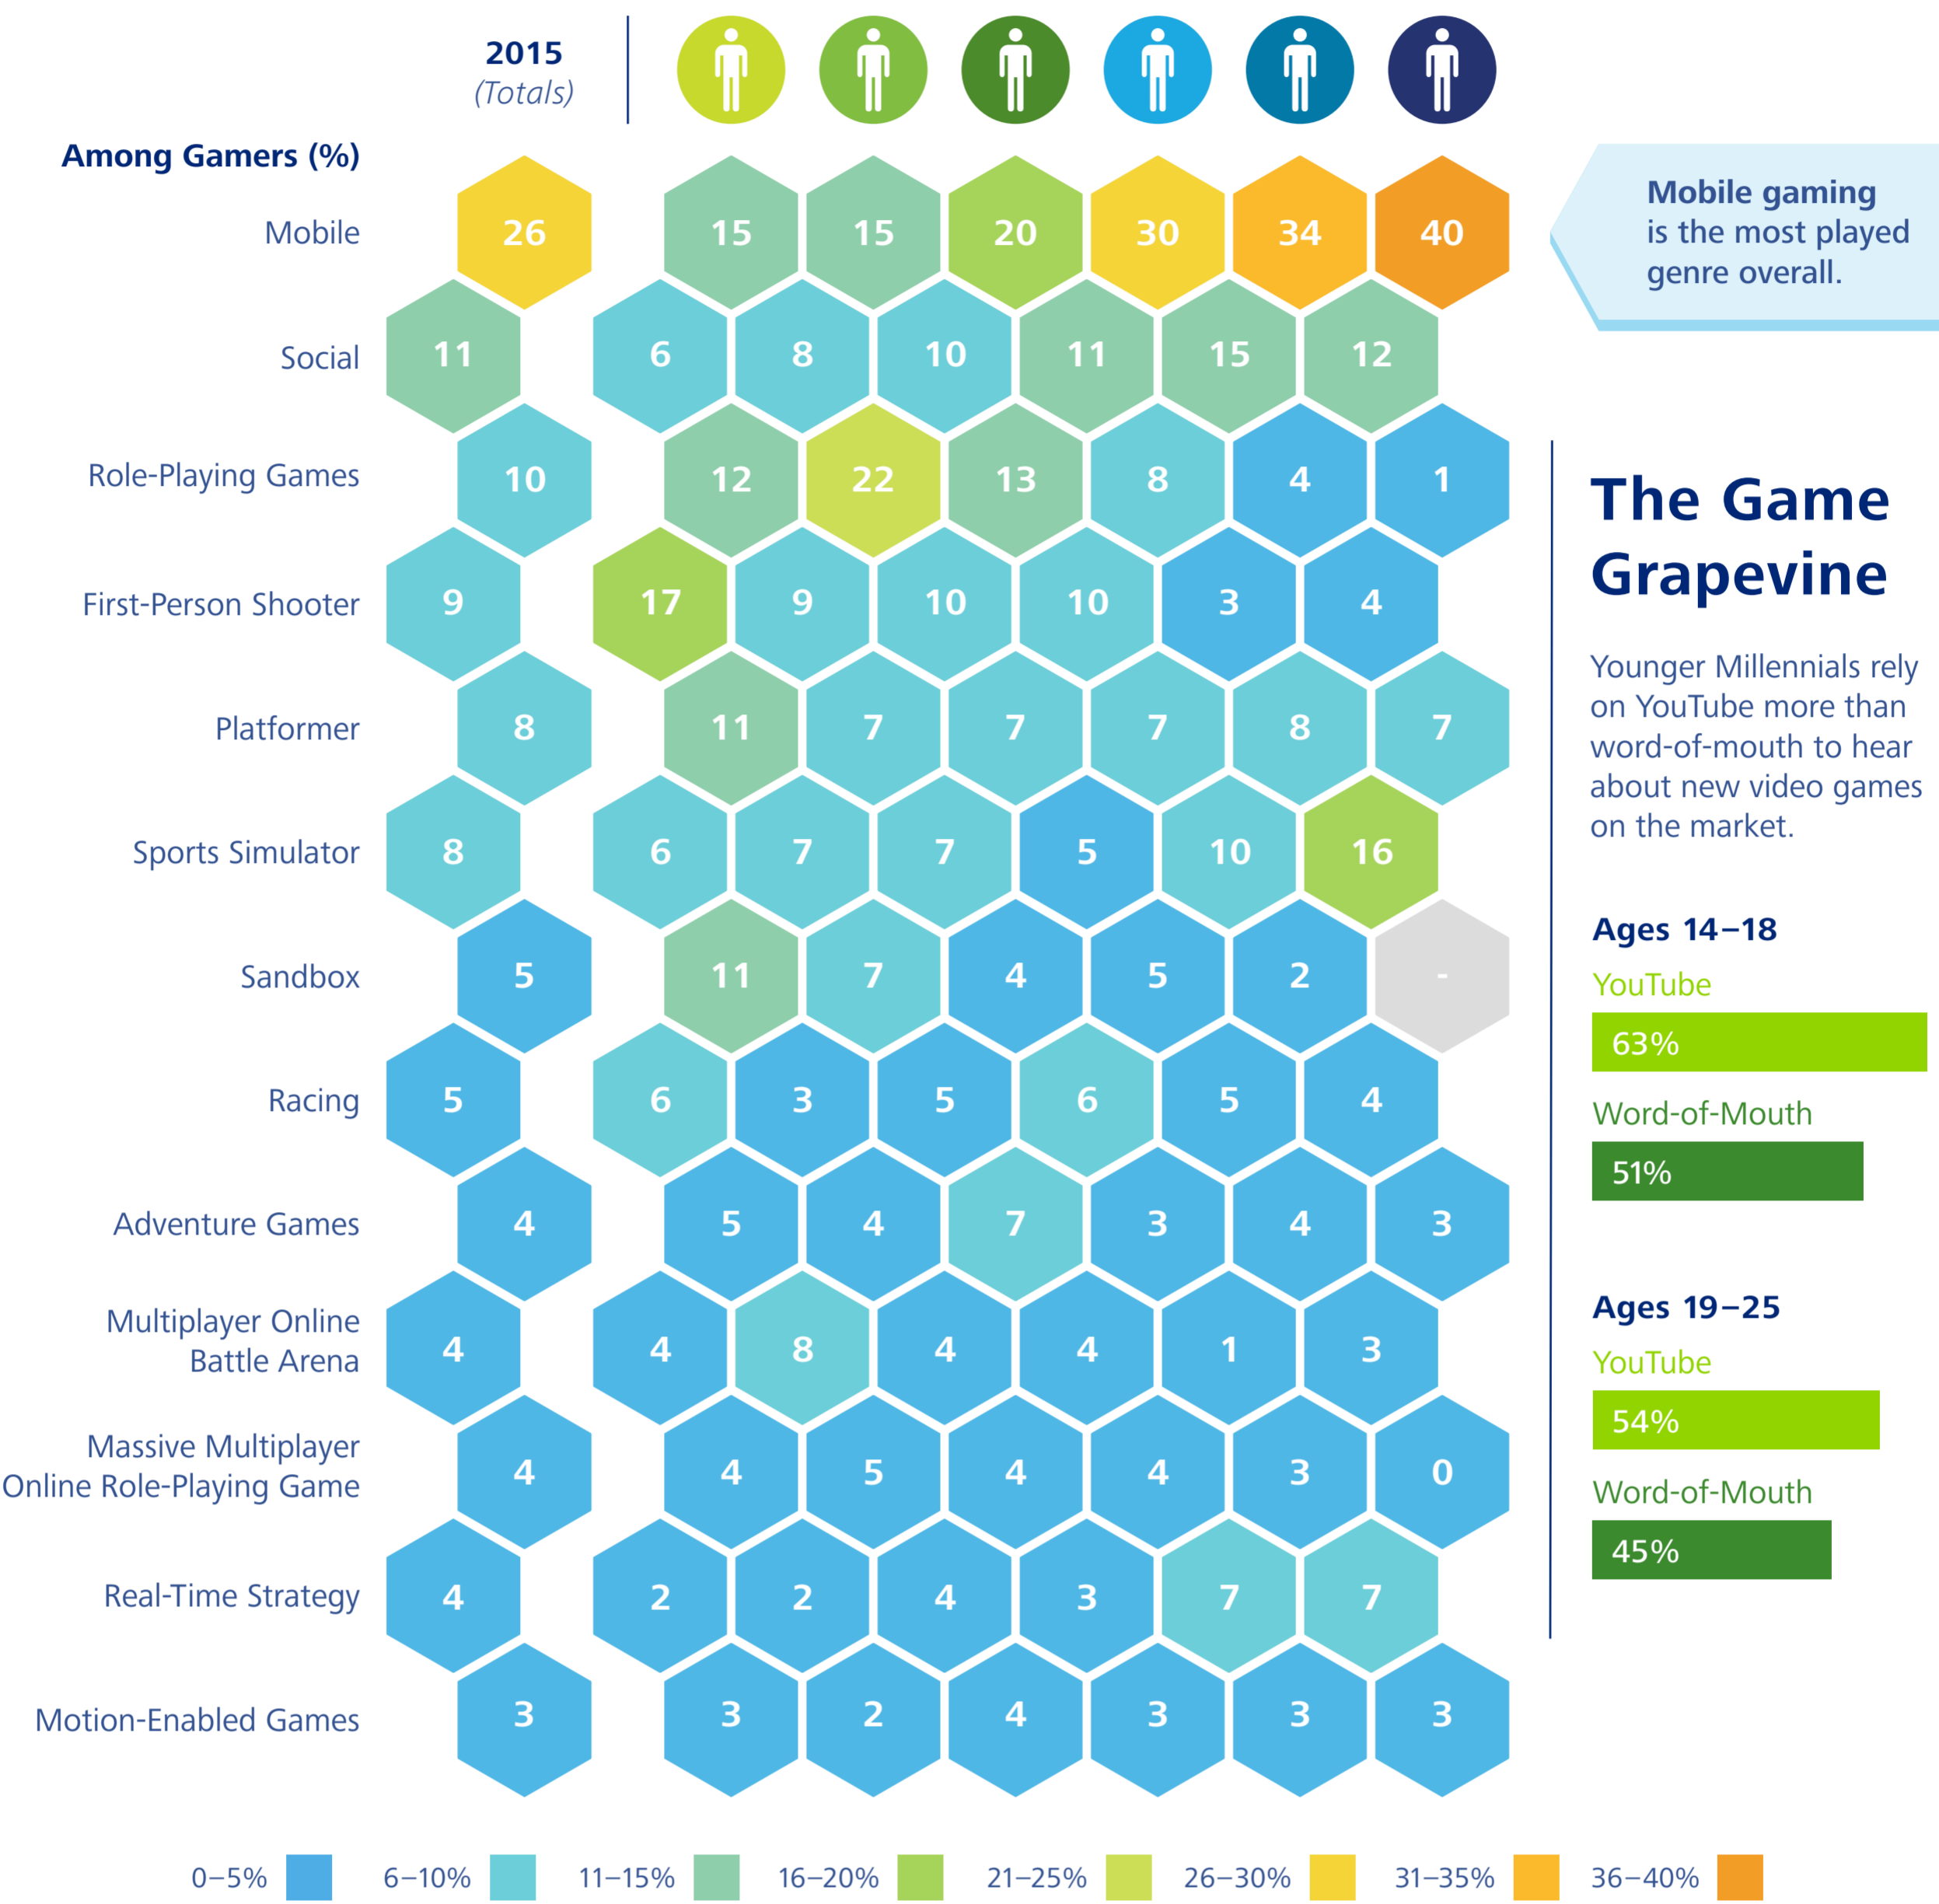 2015
(Totals)
Among Gamers (%)
Mobile
26 15 15 20 30 34 40
Social
11 6 8 10 11 15 12
Role-Playing Games
10 12 22 13 8 4 1
First-Person Shooter
9 17 9 10 10 3 4
Platformer
8 11 7 7 7 8 7
Sports Simulator
8 6 7 7 5 10 16
Sandbox
5 11 7 4 5 2 -
Racing
5 6 3 5 6 5 4
Adventure Games
4 5 4 7 3 4 3
Multiplayer Online
Battle Arena
4 4 8 4 4 1 3
Massive Multiplayer
Online Role-Playing Game
4 4 5 4 4 3 0
Real-Time Strategy
4 2 2 4 3 7 7
Motion-Enabled Games
3 3 2 4 3 3 3
0–5% 6–10% 11–15% 16–20% 21–25% 26–30% 31–35% 36–40%
Mobile gaming
is the most played
genre overall.
The Game
Grapevine
Younger Millennials rely
on YouTube more than
word-of-mouth to hear
about new video games
on the market.
Ages 14–18
YouTube
63%
Word-of-Mouth
51%
Ages 19–25
YouTube
54%
Word-of-Mouth
45%